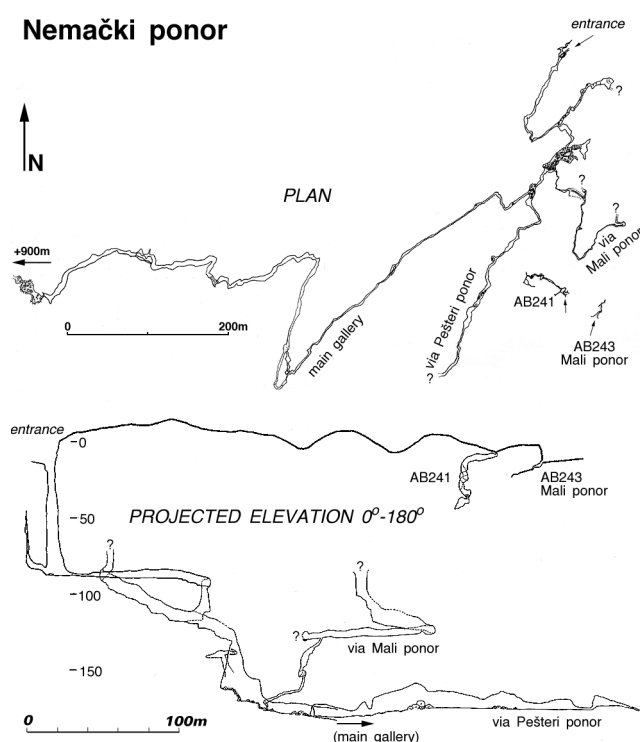 Nemački ponor
entrance
?
N
PLAN
?
?
via
Mali ponor
+900m
0
200m
main gallery
via Pešteri ponor
?
AB241
AB243
Mali ponor
entrance
0
AB241
AB243
Mali ponor
50
PROJECTED ELEVATION 0º-180º
?
?
100
?
via Mali ponor
150
0
100m
(main gallery)
via Pešteri ponor